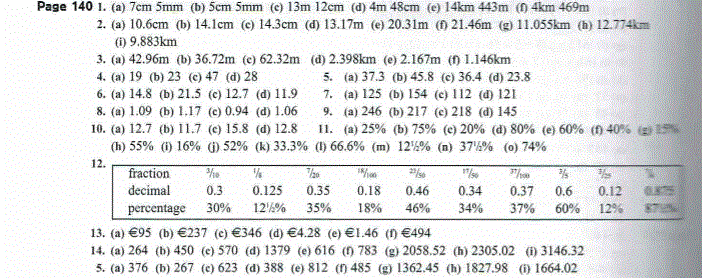 Page 140 1. (a) 7cm 5mm (b) 5cm 5mm (c) 13m 12cm (d) 4m 48cm (e) 14km 443m (f) 4km 469m
2. (a) 10.6cm (b) 14.1cm (c) 14.3cm (d) 13.17m (e) 20.31m (f) 21.46m (g) 11.055km (h) 12.774km
(i) 9.883km
3. (a) 42.96m (b) 36.72m (c) 62.32m (d) 2.398km (e) 2.167m (f) 1.146km
4. (a) 19 (b) 23 (c) 47 (d) 28 5. (a) 37.3 (b) 45.8 (c) 36.4 (d) 23.8
6. (a) 14.8 (b) 21.5 (c) 12.7 (d) 11.9 7. (a) 125 (b) 154 (c) 112 (d) 121
8. (a) 1.09 (b) 1.17 (c) 0.94 (d) 1.06 9. (a) 246 (b) 217 (c) 218 (d) 145
10. (a) 12.7 (b) 11.7 (c) 15.8 (d) 12.8 11. (a) 25% (b) 75% (c) 20% (d) 80% (e) 60% (f) 40% (g) 15%
(h) 55% (i) 16% (j) 52% (k) 33.3% (l) 66.6% (m) 12½% (n) 37½% (o) 74%
12.
fraction 3/10 1/8 7/20 18/100 23/50 17/50 37/100 3/5 3/25
decimal 0.3 0.125 0.35 0.18 0.46 0.34 0.37 0.6 0.12 0.875
percentage 30% 12½% 35% 18% 46% 34% 37% 60% 12% 87½%
13. (a) €95 (b) €237 (c) €346 (d) €4.28 (e) €1.46 (f) €494
14. (a) 264 (b) 450 (c) 570 (d) 1379 (e) 616 (f) 783 (g) 2058.52 (h) 2305.02 (i) 3146.32
5. (a) 376 (b) 267 (c) 623 (d) 388 (e) 812 (f) 485 (g) 1362.45 (h) 1827.98 (i) 1664.02